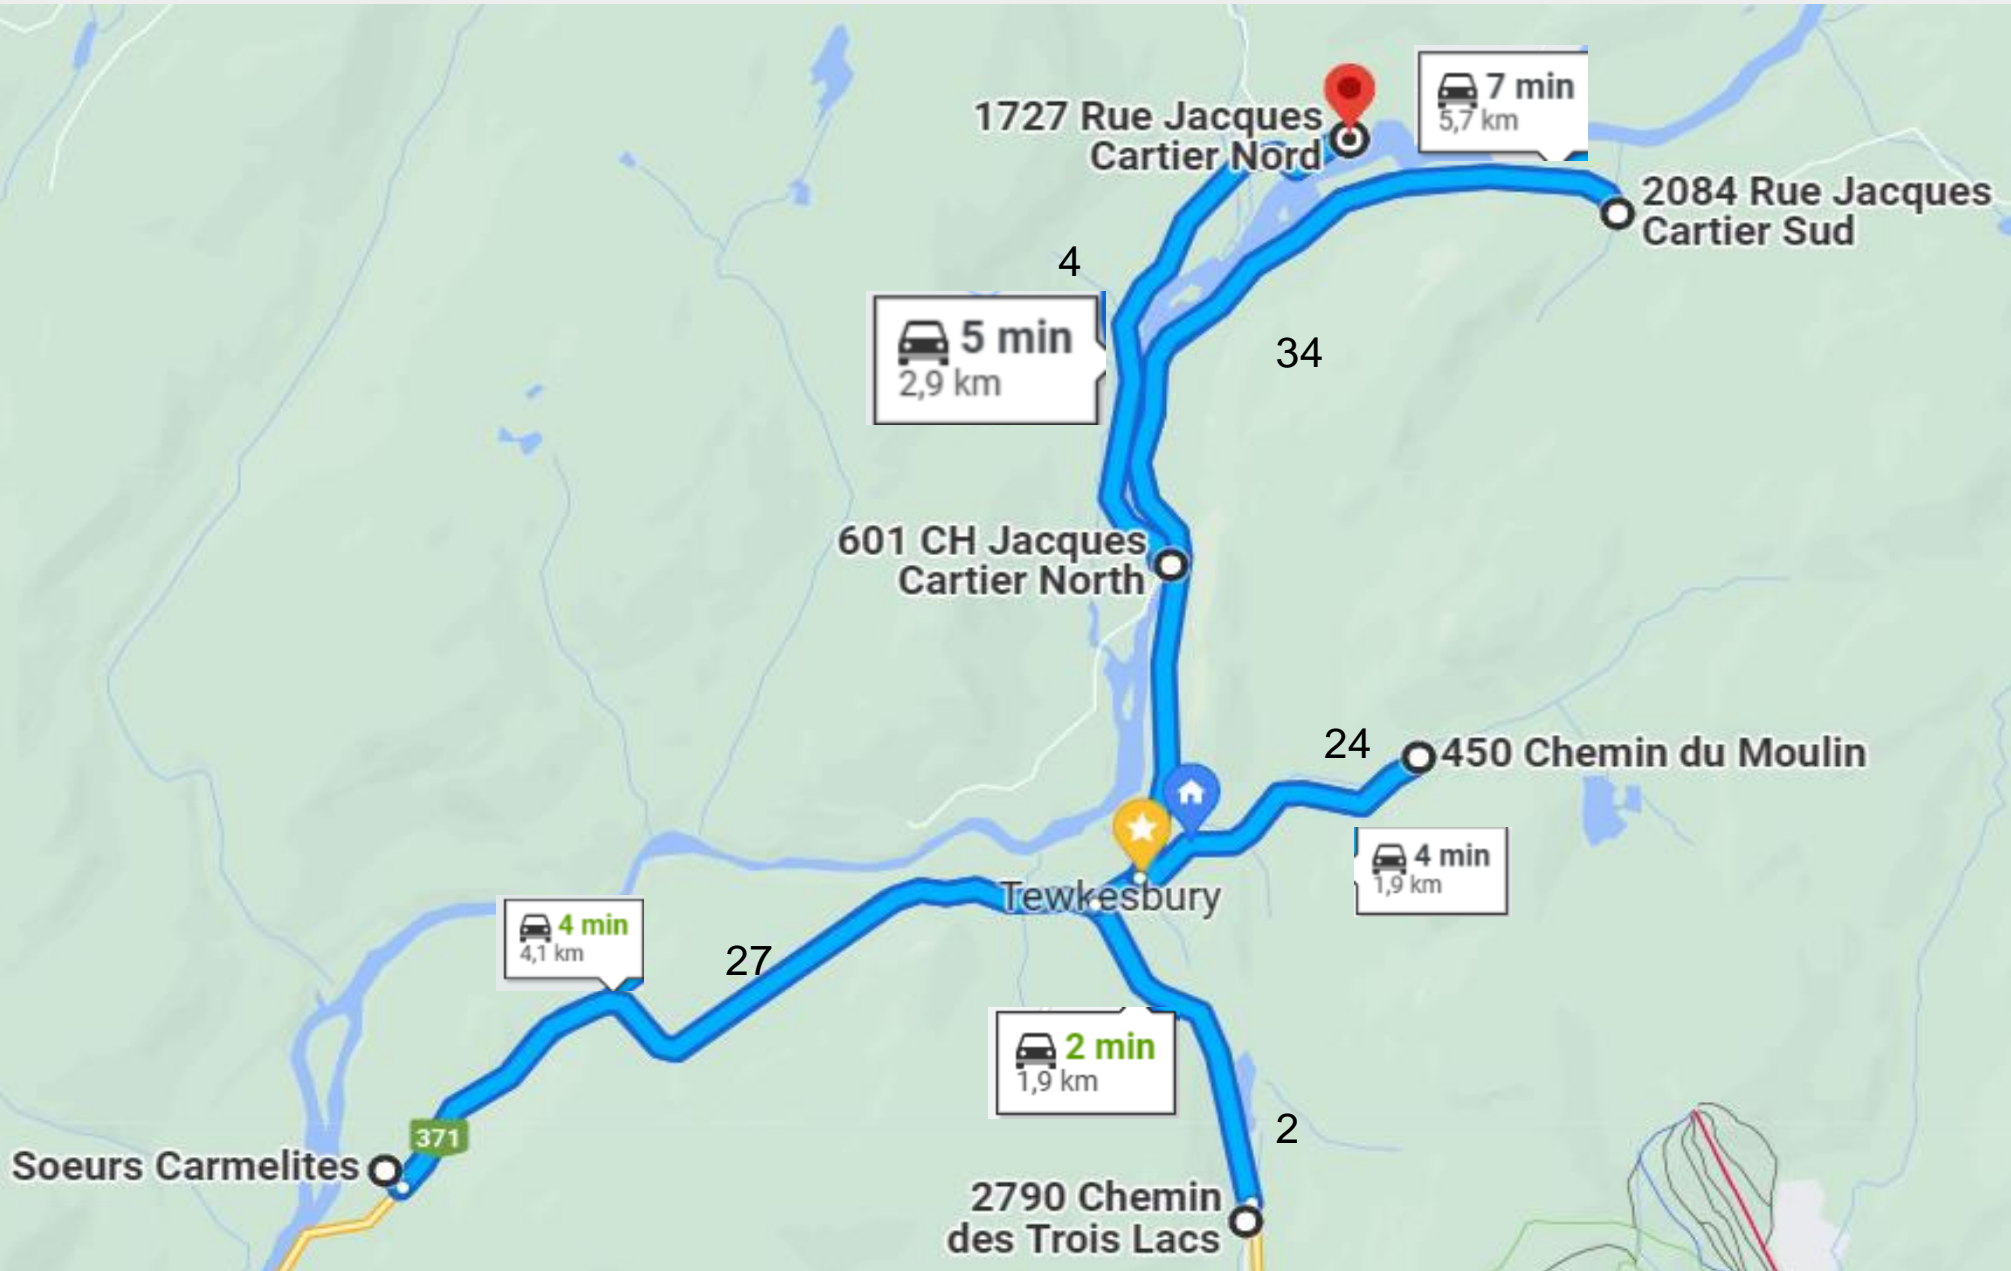 1727 Rue Jacques
Cartier Nord
7 min
5,7 km
2084 Rue Jacques
Cartier Sud
4
5 min
2,9 km
34
601 CH Jacques
Cartier North
24
450 Chemin du Moulin
4 min
1,9 km
Tewkesbury
4 min
4,1 km
27
2 min
1,9 km
2
371
Soeurs Carmelites
2790 Chemin
des Trois Lacs